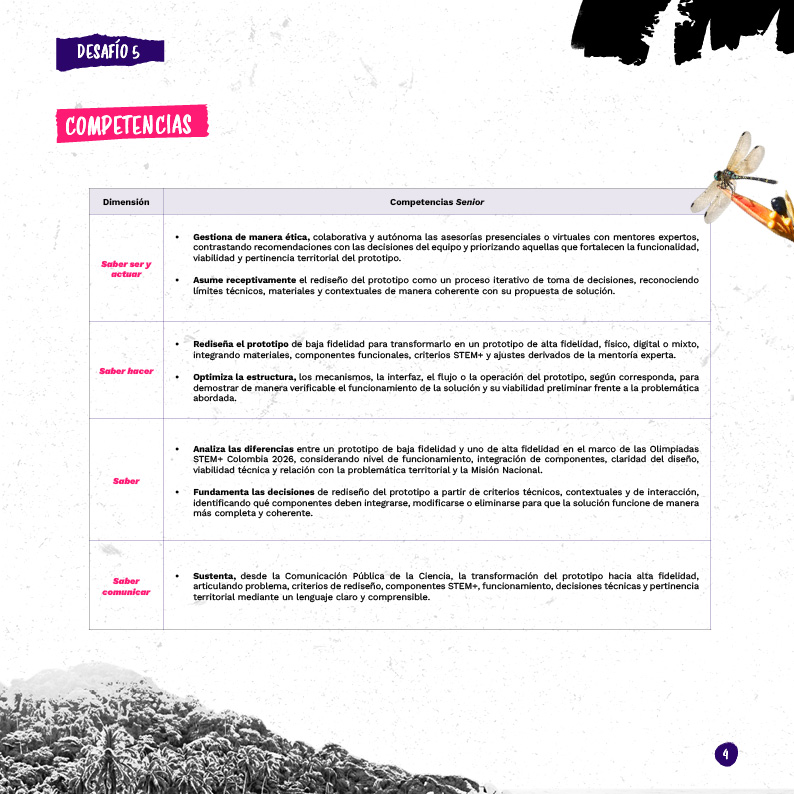 DESAFÍO 5
COMPETENCIAS
Dimensión
Competencias Senior
Saber ser y
actuar
• Gestiona de manera ética, colaborativa y autónoma las asesorías presenciales o virtuales con mentores expertos,
contrastando recomendaciones con las decisiones del equipo y priorizando aquellas que fortalecen la funcionalidad,
viabilidad y pertinencia territorial del prototipo.
• Asume receptivamente el rediseño del prototipo como un proceso iterativo de toma de decisiones, reconociendo
límites técnicos, materiales y contextuales de manera coherente con su propuesta de solución.
Saber hacer
• Rediseña el prototipo de baja fidelidad para transformarlo en un prototipo de alta fidelidad, físico, digital o mixto,
integrando materiales, componentes funcionales, criterios STEM+ y ajustes derivados de la mentoría experta.
• Optimiza la estructura, los mecanismos, la interfaz, el flujo o la operación del prototipo, según corresponda, para
demostrar de manera verificable el funcionamiento de la solución y su viabilidad preliminar frente a la problemática
abordada.
Saber
• Analiza las diferencias entre un prototipo de baja fidelidad y uno de alta fidelidad en el marco de las Olimpiadas
STEM+ Colombia 2026, considerando nivel de funcionamiento, integración de componentes, claridad del diseño,
viabilidad técnica y relación con la problemática territorial y la Misión Nacional.
• Fundamenta las decisiones de rediseño del prototipo a partir de criterios técnicos, contextuales y de interacción,
identificando qué componentes deben integrarse, modificarse o eliminarse para que la solución funcione de manera
más completa y coherente.
Saber
comunicar
• Sustenta, desde la Comunicación Pública de la Ciencia, la transformación del prototipo hacia alta fidelidad,
articulando problema, criterios de rediseño, componentes STEM+, funcionamiento, decisiones técnicas y pertinencia
territorial mediante un lenguaje claro y comprensible.
4